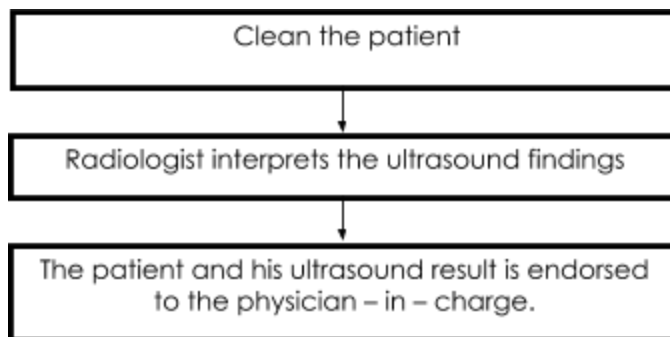 Clean the patient
Radiologist interprets the ultrasound findings
The patient and his ultrasound result is endorsed
to the physician – in – charge.